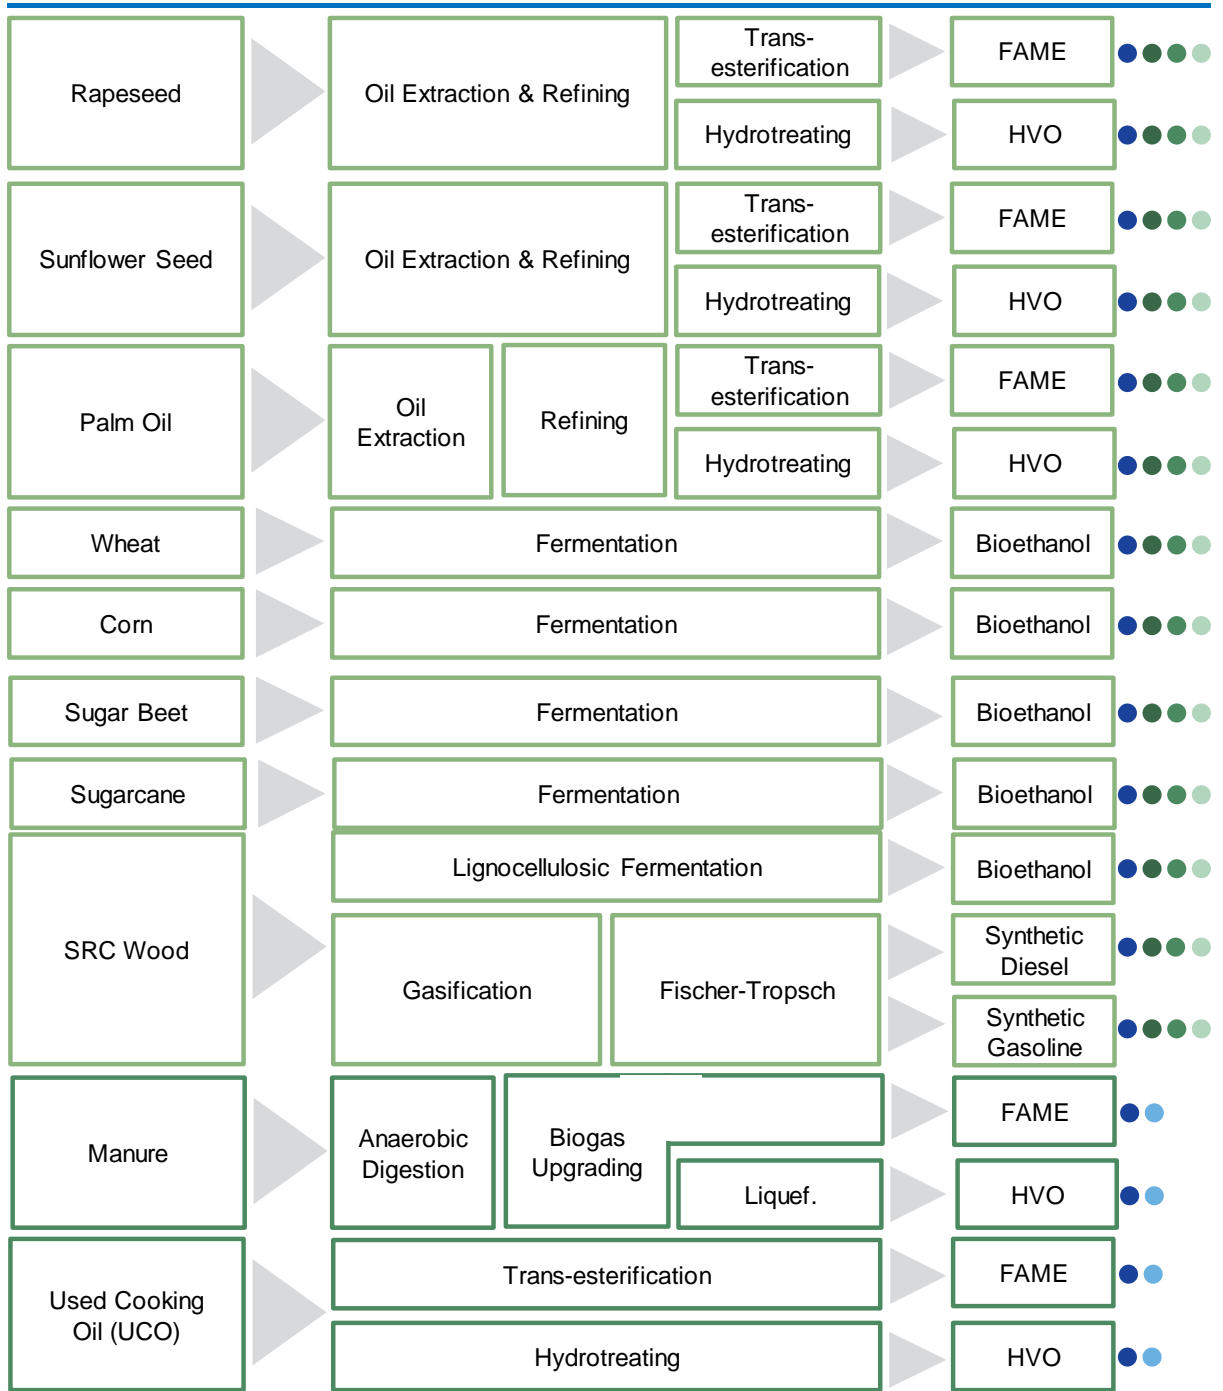 Rapeseed
Oil Extraction & Refining
Trans-
esterification
FAME
Hydrotreating
HVO
Sunflower Seed
Oil Extraction & Refining
Trans-
esterification
FAME
Hydrotreating
HVO
Palm Oil
Oil
Extraction
Refining
Trans-
esterification
FAME
Hydrotreating
HVO
Wheat
Fermentation
Bioethanol
Corn
Fermentation
Bioethanol
Sugar Beet
Fermentation
Bioethanol
Sugarcane
Fermentation
Bioethanol
SRC Wood
Lignocellulosic Fermentation
Bioethanol
Gasification
Fischer-Tropsch
Synthetic
Diesel
Synthetic
Gasoline
Manure
Anaerobic
Digestion
Biogas
Upgrading
FAME
Liquef.
HVO
Used Cooking
Oil (UCO)
Trans-esterification
FAME
Hydrotreating
HVO